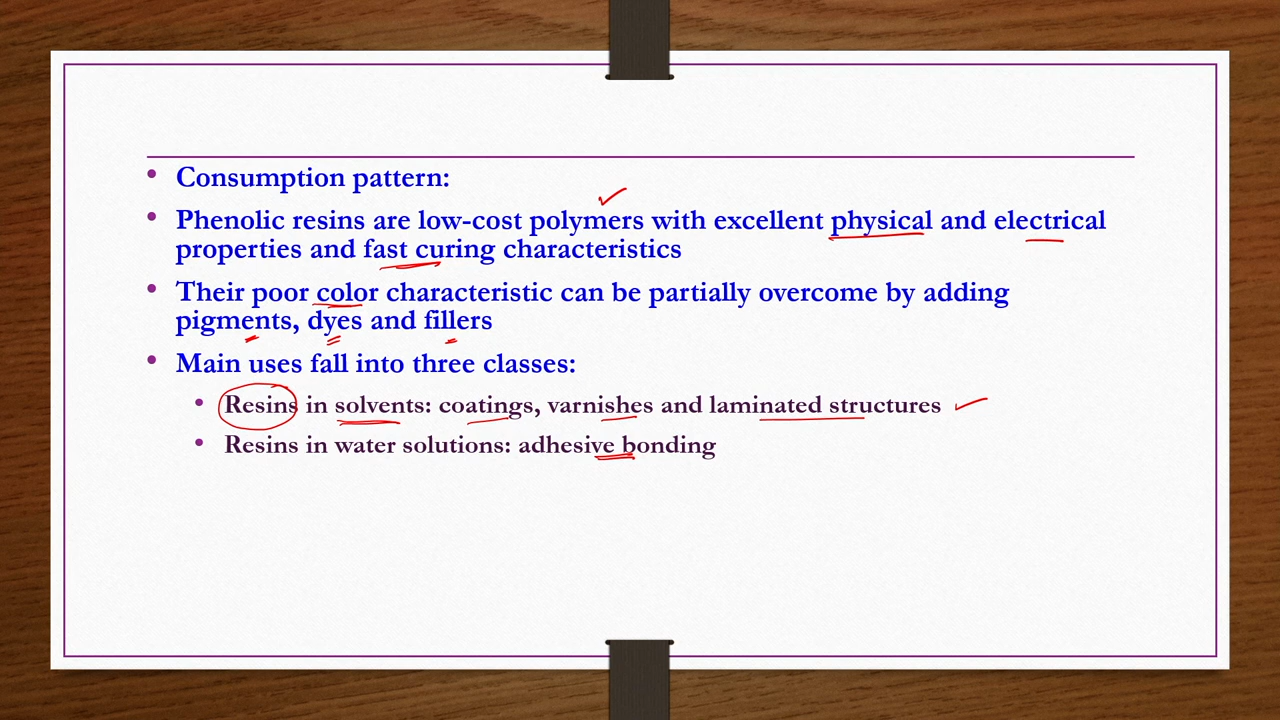 • Consumption pattern:
• Phenolic resins are low-cost polymers with excellent physical and electrical
properties and fast curing characteristics
• Their poor color characteristic can be partially overcome by adding
pigments, dyes and fillers
• Main uses fall into three classes:
• Resins in solvents: coatings, varnishes and laminated structures
• Resins in water solutions: adhesive bonding